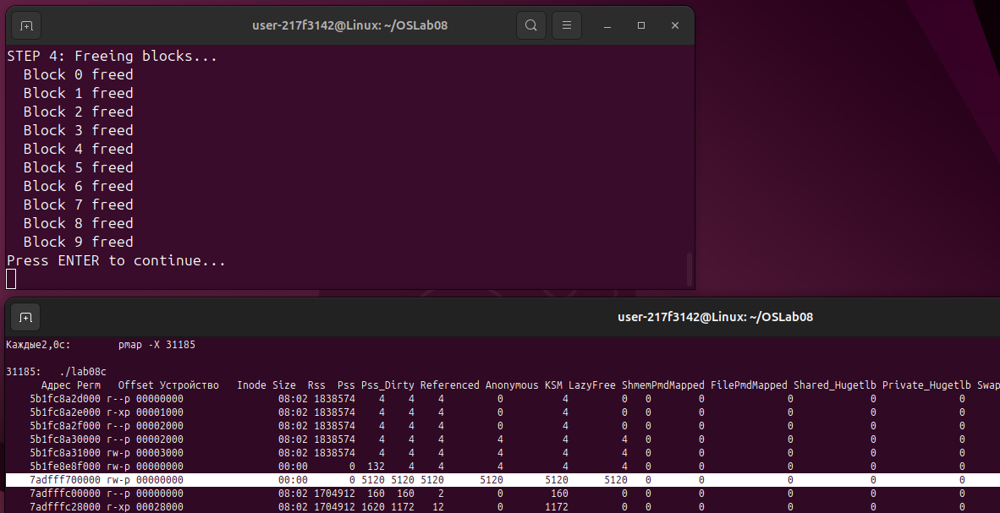 user-217f3142@Linux: ~/OSLab08
STEP 4: Freeing blocks...
Block 0 freed
Block 1 freed
Block 2 freed
Block 3 freed
Block 4 freed
Block 5 freed
Block 6 freed
Block 7 freed
Block 8 freed
Block 9 freed
Press ENTER to continue...
user-217f3142@Linux: ~/OSLab08
Каждые2,0с: pmap -X 31185
31185: ./lab08c
Адрес Perm Offset Устройство Inode Size Rss Pss Pss_Dirty Referenced Anonymous KSM LazyFree ShmemPmdMapped FilePmdMapped Shared_Hugetlb Private_Hugetlb Swap
5b1fc8a2d000 r--p 00000000 08:02 1838574 4 4 4 0 4 0 0 0 0 0 0
5b1fc8a2e000 r-xp 00001000 08:02 1838574 4 4 4 0 4 0 0 0 0 0 0
5b1fc8a2f000 r--p 00002000 08:02 1838574 4 4 4 0 4 0 0 0 0 0 0
5b1fc8a30000 r--p 00002000 08:02 1838574 4 4 4 4 4 4 0 0 0 0 0
5b1fc8a31000 rw-p 00003000 08:02 1838574 4 4 4 4 4 4 0 0 0 0 0
5b1fe8e8f000 rw-p 00000000 00:00 0 132 4 4 4 4 4 0 0 0 0 0
7adfff700000 rw-p 00000000 00:00 0 5120 5120 5120 5120 5120 5120 0 0 0 0 0
7adfffc00000 r--p 00000000 08:02 1704912 160 160 2 0 160 0 0 0 0 0 0
7adfffc28000 r-xp 00028000 08:02 1704912 1620 1172 12 0 1172 0 0 0 0 0 0